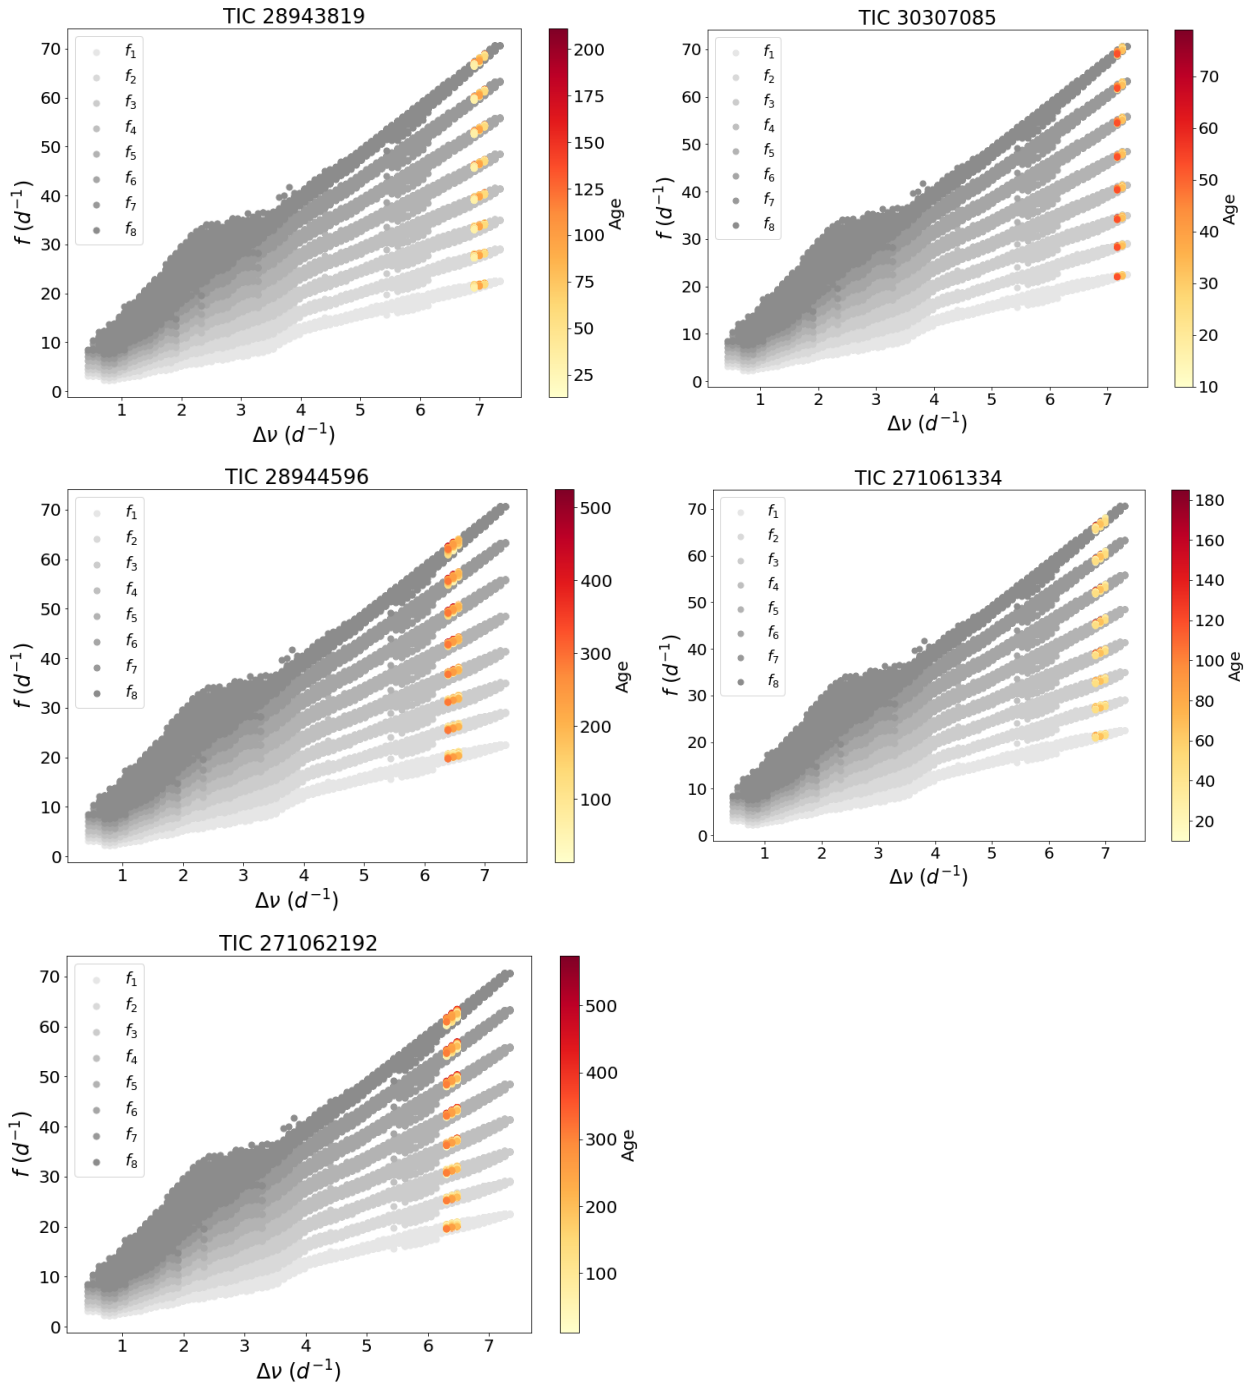 TIC 28943819
f1
f2
f3
f4
f5
f6
f7
f8
70
60
50
40
30
20
10
0
f (d⁻¹)
1 2 3 4 5 6 7
Δν (d⁻¹)
200
175
150
125
100
75
50
25
Age
TIC 30307085
f1
f2
f3
f4
f5
f6
f7
f8
70
60
50
40
30
20
10
0
f (d⁻¹)
1 2 3 4 5 6 7
Δν (d⁻¹)
70
60
50
40
30
20
10
Age
TIC 28944596
f1
f2
f3
f4
f5
f6
f7
f8
70
60
50
40
30
20
10
0
f (d⁻¹)
1 2 3 4 5 6 7
Δν (d⁻¹)
500
400
300
200
100
Age
TIC 271061334
f1
f2
f3
f4
f5
f6
f7
f8
70
60
50
40
30
20
10
0
f (d⁻¹)
1 2 3 4 5 6 7
Δν (d⁻¹)
180
160
140
120
100
80
60
40
20
Age
TIC 271062192
f1
f2
f3
f4
f5
f6
f7
f8
70
60
50
40
30
20
10
0
f (d⁻¹)
1 2 3 4 5 6 7
Δν (d⁻¹)
500
400
300
200
100
Age